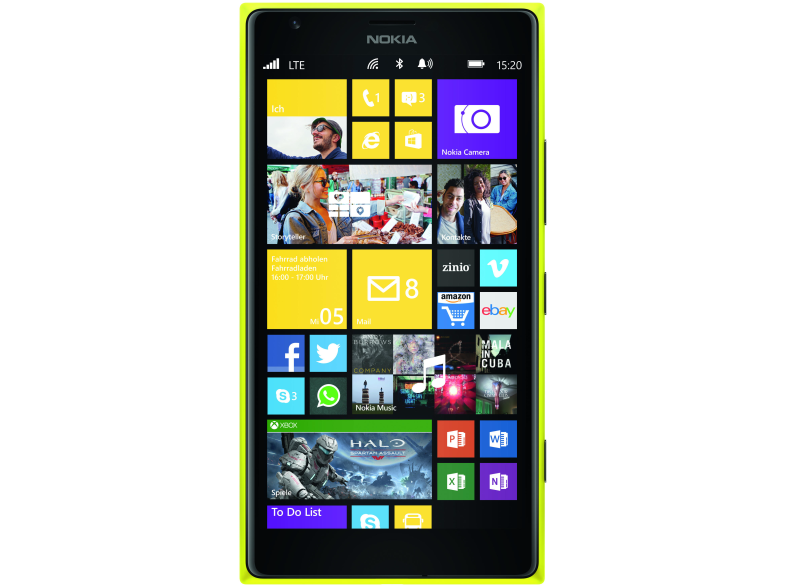 NOKIA
LTE
15:20
Ich
1
3
Nokia Camera
Storyteller
Kontakte
Fahrrad abholen
Fahrradladen
16:00 - 17:00 Uhr
Mi 05
8
Mail
zinio
amazon
ebay
3
COMPANY
MALA
IN
CUBA
Nokia Music
XBOX
HALO
SPARTAN ASSAULT
Spiele
P
W
X
N
To Do List